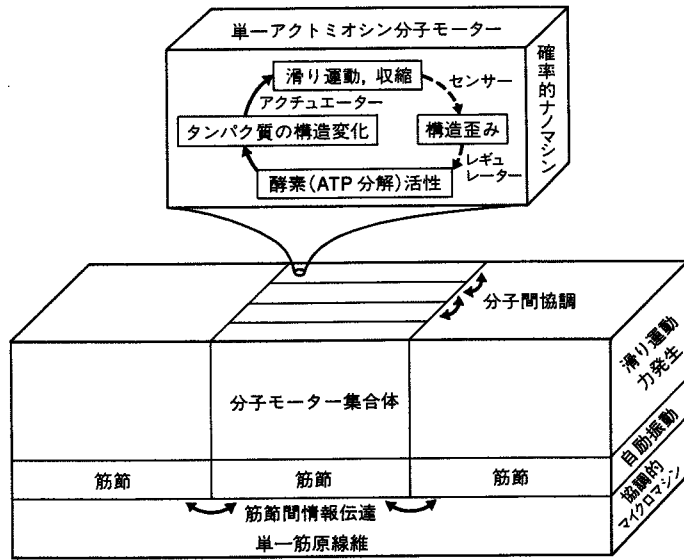 単一アクトミオシン分子モーター
滑り運動，収縮
センサー
アクチュエーター
タンパク質の構造変化
構造歪み
レギュ
レーター
酵素（ATP 分解）活性
確率的ナノマシン
分子間協調
滑り運動
力発生
分子モーター集合体
自励振動
筋節
筋節
筋節
協調的
マイクロマシン
筋節間情報伝達
単一筋原線維